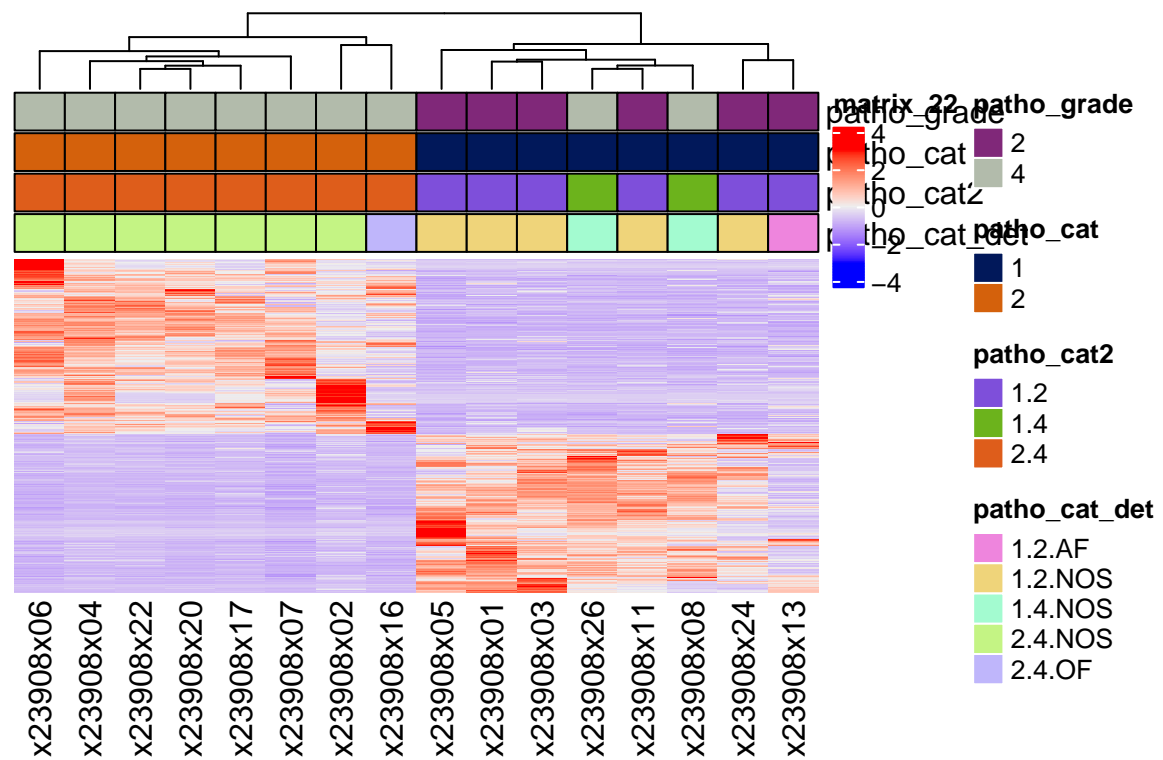 matrix_22
4
2
0
−2
−4
patho_grade
patho_cat
patho_cat2
patho_cat_det
patho_grade
2
4
patho_cat
1
2
patho_cat2
1.2
1.4
2.4
patho_cat_det
1.2.AF
1.2.NOS
1.4.NOS
2.4.NOS
2.4.OF
x23908x06
x23908x04
x23908x22
x23908x20
x23908x17
x23908x07
x23908x02
x23908x16
x23908x05
x23908x01
x23908x03
x23908x26
x23908x11
x23908x08
x23908x24
x23908x13